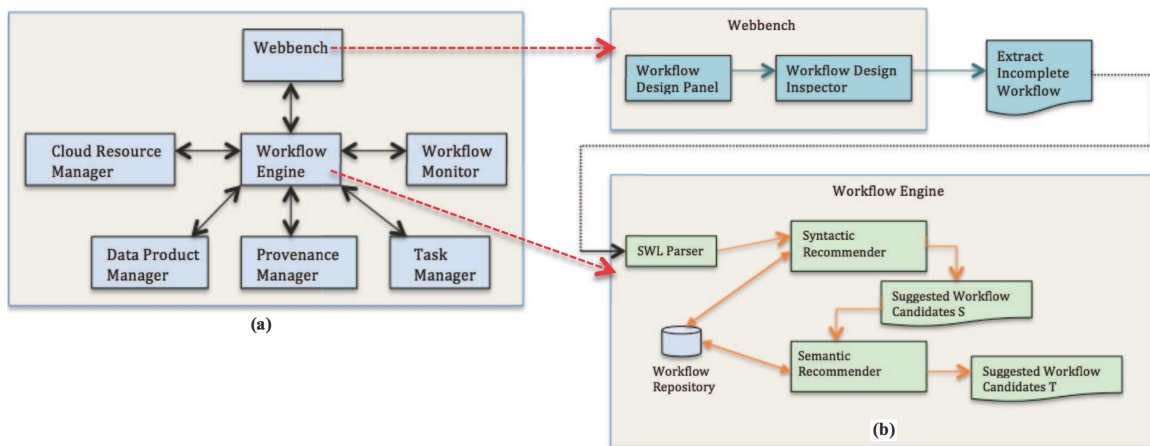 Webbench
Cloud Resource
Manager
Workflow
Engine
Workflow
Monitor
Data Product
Manager
Provenance
Manager
Task
Manager
(a)
Webbench
Workflow
Design Panel
Workflow Design
Inspector
Extract
Incomplete
Workflow
Workflow Engine
SWL Parser
Syntactic
Recommender
Suggested Workflow
Candidates S
Workflow
Repository
Semantic
Recommender
Suggested Workflow
Candidates T
(b)